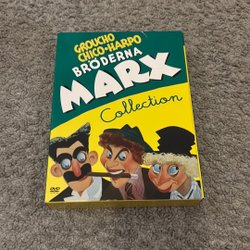 GROUCHO
CHICO·HARPO
BRÖDERNA
MARX
Collection
DVD